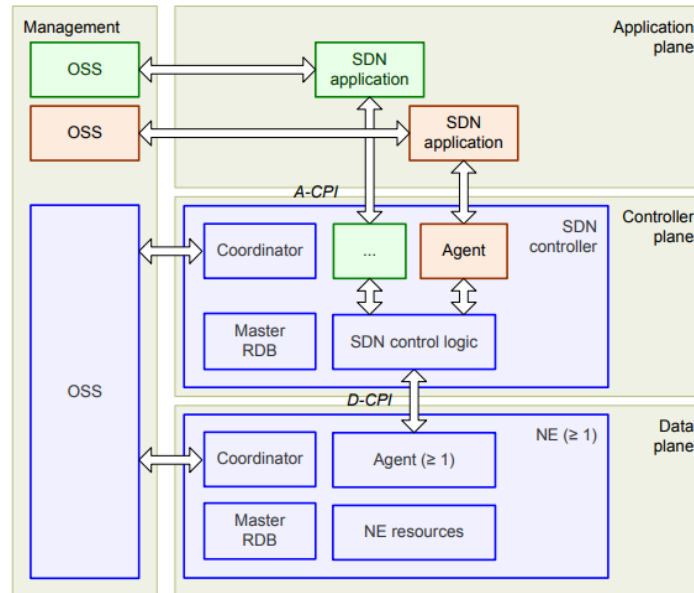 Management
Application
plane
OSS
SDN
application
OSS
SDN
application
A-CPI
Controller
plane
SDN
controller
Coordinator
...
Agent
Master
RDB
SDN control logic
OSS
D-CPI
Data
plane
NE (≥ 1)
Coordinator
Agent (≥ 1)
Master
RDB
NE resources